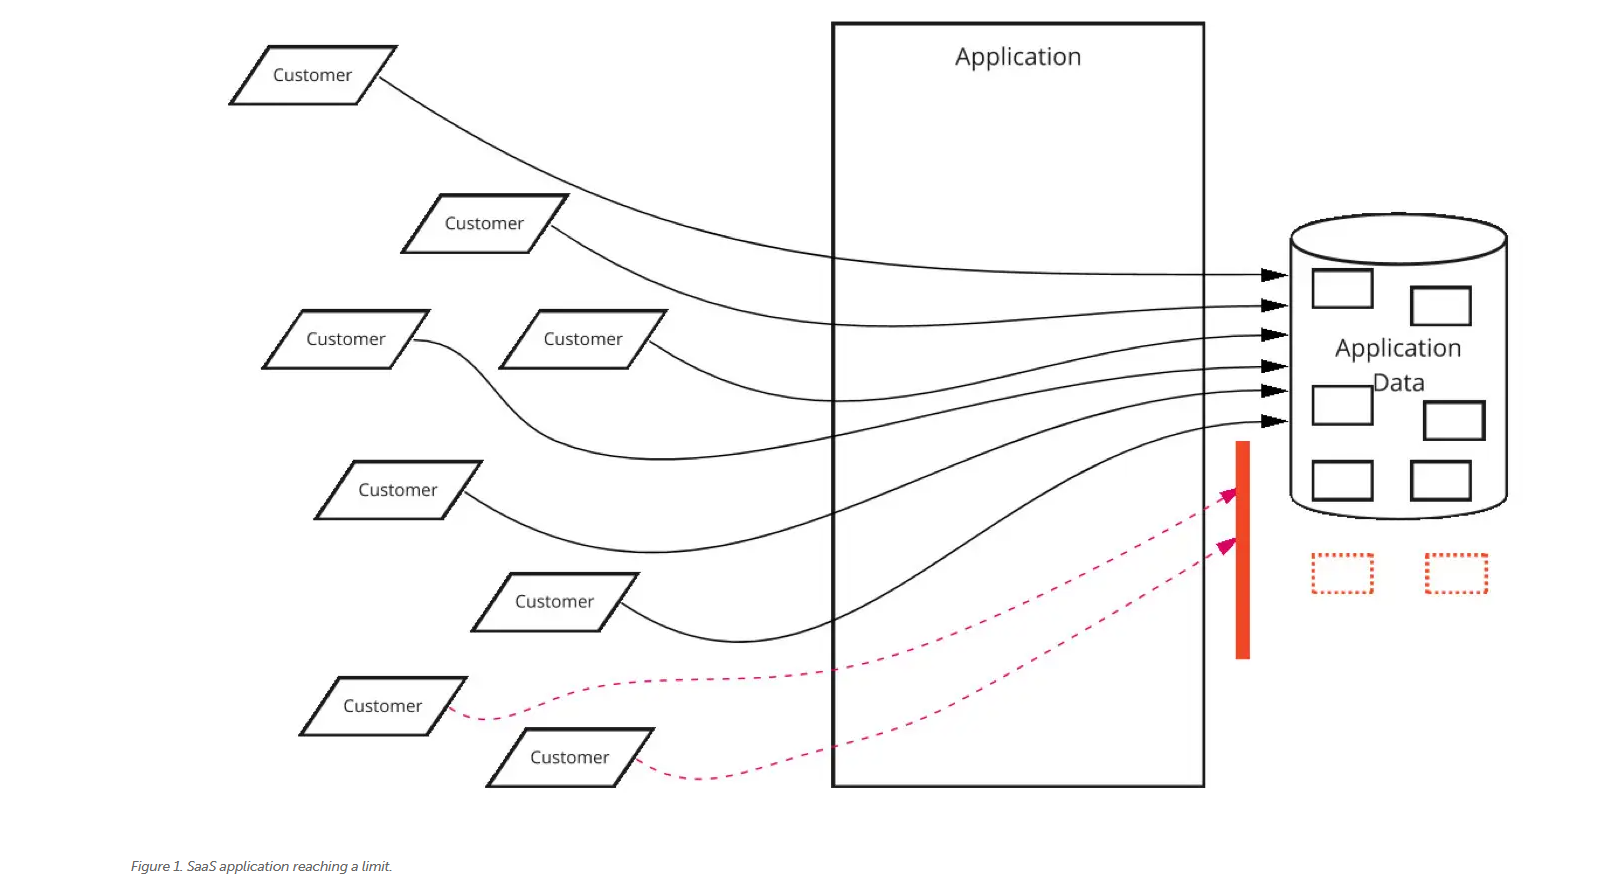 Application
Customer
Customer
Customer
Customer
Application
Data
Customer
Customer
Customer
Customer
Figure 1. SaaS application reaching a limit.